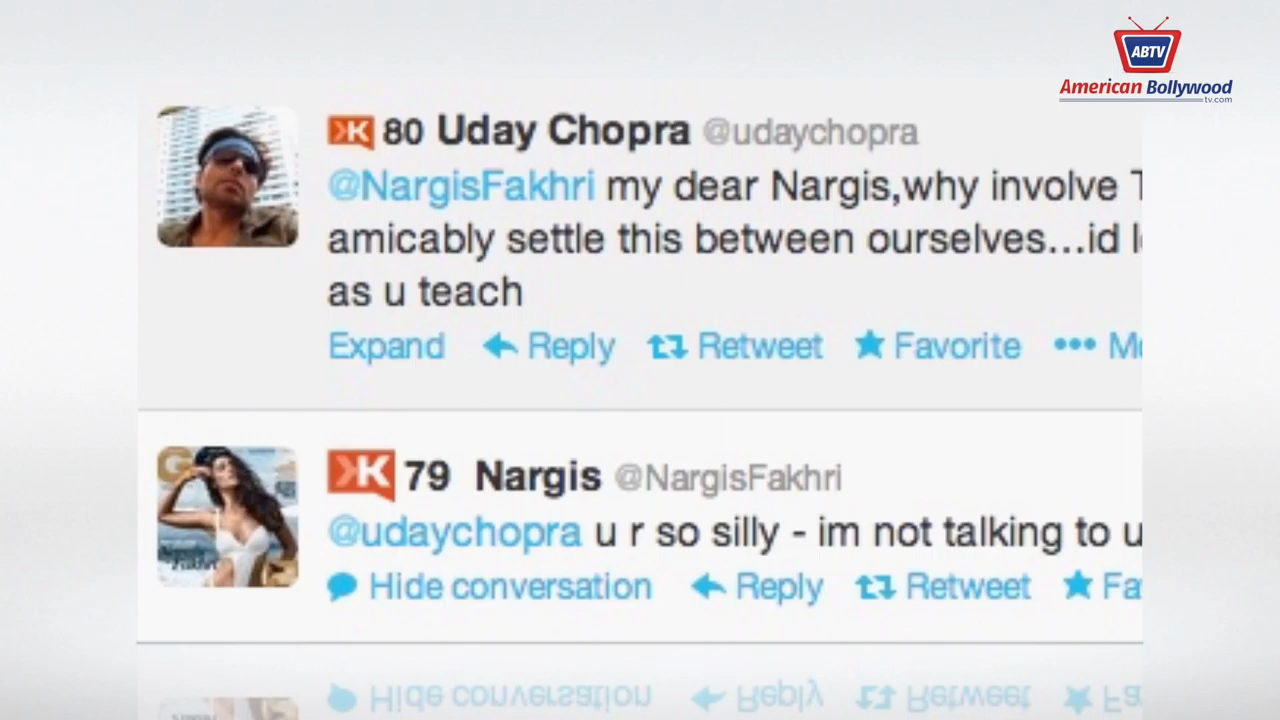 ABTV
American Bollywood
tv.com
80 Uday Chopra @udaychopra
@NargisFakhri my dear Nargis,why involve
amicably settle this between ourselves...id
as u teach
Expand Reply Retweet Favorite
79 Nargis @NargisFakhri
@udaychopra u r so silly - im not talking to u
Hide conversation Reply Retweet